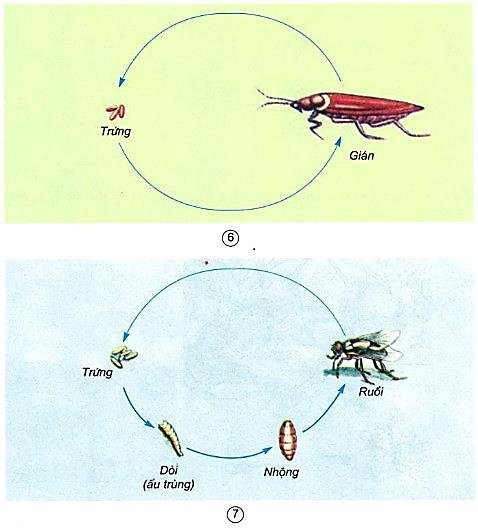 Trứng
Gián
6
Trứng
Ruồi
Dòi
(ấu trùng)
Nhộng
7